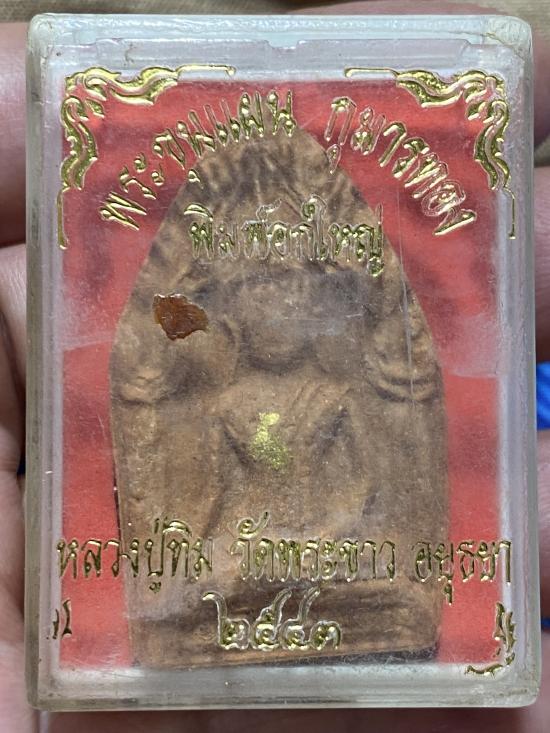 พระขุนแผน กุมารทอง
พิมพ์อกใหญ่
หลวงปู่ทิม วัดพระขาว อยุธยา
๒๕๔๓